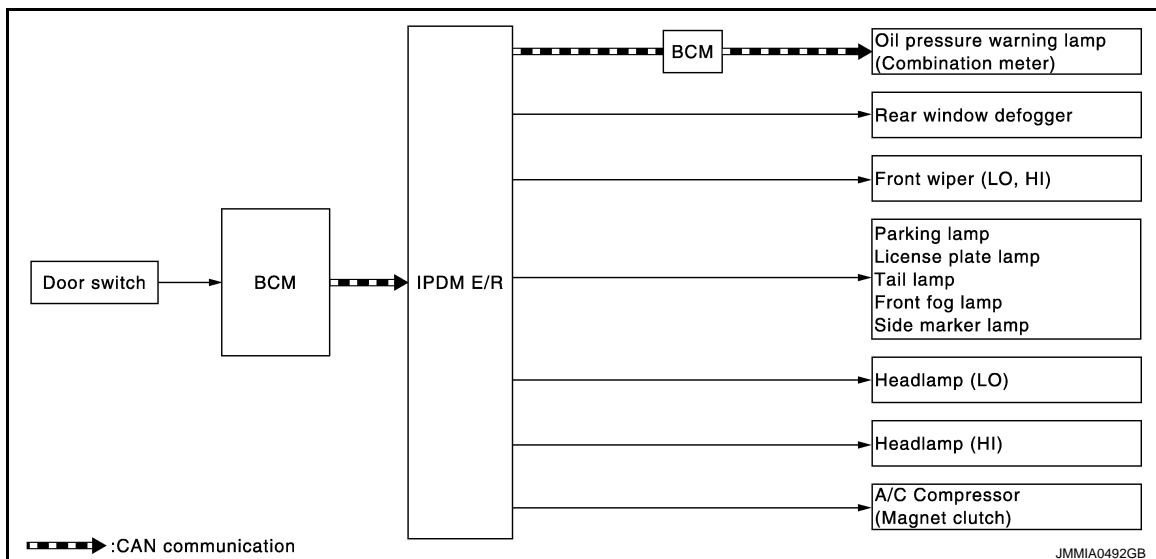 BCM
Oil pressure warning lamp
(Combination meter)
Rear window defogger
Front wiper (LO, HI)
Door switch
BCM
IPDM E/R
Parking lamp
License plate lamp
Tail lamp
Front fog lamp
Side marker lamp
Headlamp (LO)
Headlamp (HI)
A/C Compressor
(Magnet clutch)
:CAN communication
JMMIA0492GB